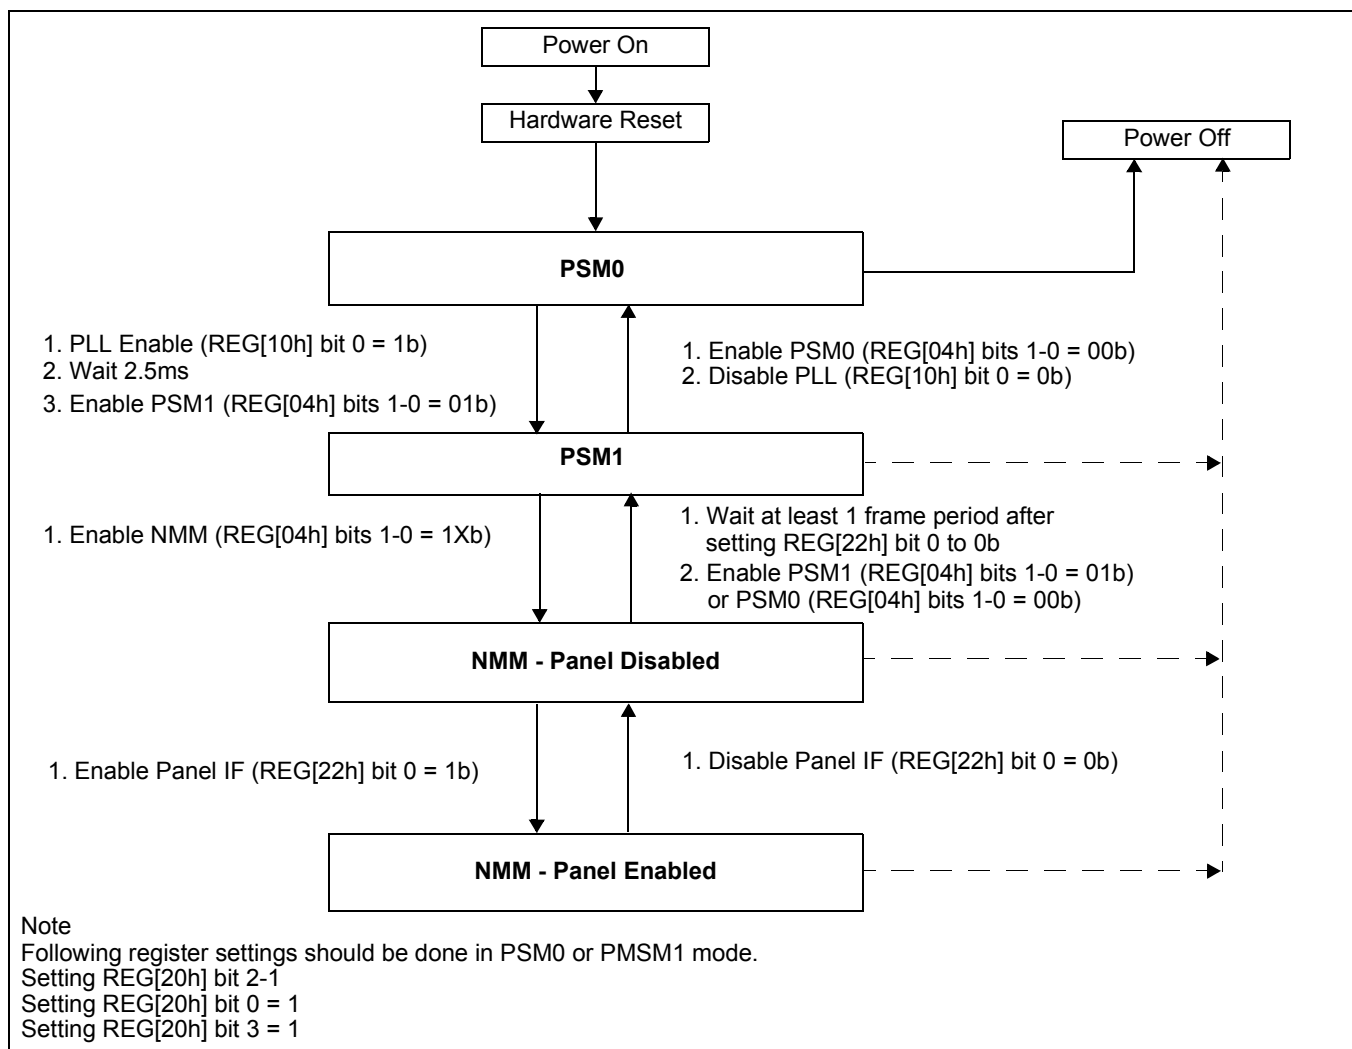 Power On
Hardware Reset
Power Off
PSM0
1. PLL Enable (REG[10h] bit 0 = 1b)
2. Wait 2.5ms
3. Enable PSM1 (REG[04h] bits 1-0 = 01b)
1. Enable PSM0 (REG[04h] bits 1-0 = 00b)
2. Disable PLL (REG[10h] bit 0 = 0b)
PSM1
1. Enable NMM (REG[04h] bits 1-0 = 1Xb)
1. Wait at least 1 frame period after
setting REG[22h] bit 0 to 0b
2. Enable PSM1 (REG[04h] bits 1-0 = 01b)
or PSM0 (REG[04h] bits 1-0 = 00b)
NMM - Panel Disabled
1. Enable Panel IF (REG[22h] bit 0 = 1b)
1. Disable Panel IF (REG[22h] bit 0 = 0b)
NMM - Panel Enabled
Note
Following register settings should be done in PSM0 or PMSM1 mode.
Setting REG[20h] bit 2-1
Setting REG[20h] bit 0 = 1
Setting REG[20h] bit 3 = 1